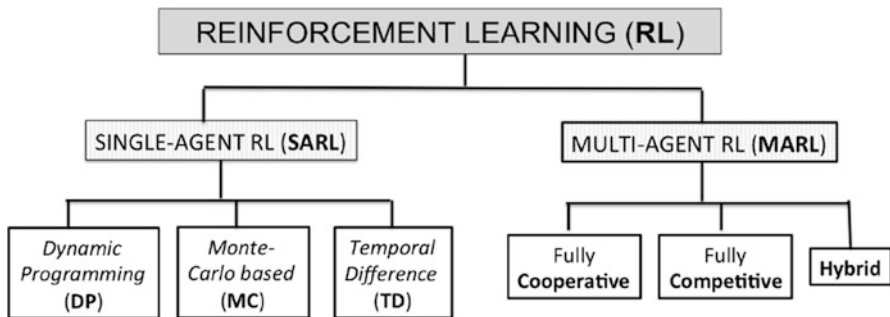 REINFORCEMENT LEARNING (RL)
SINGLE-AGENT RL (SARL)
MULTI-AGENT RL (MARL)
Dynamic
Programming
(DP)
Monte-
Carlo based
(MC)
Temporal
Difference
(TD)
Fully
Cooperative
Fully
Competitive
Hybrid